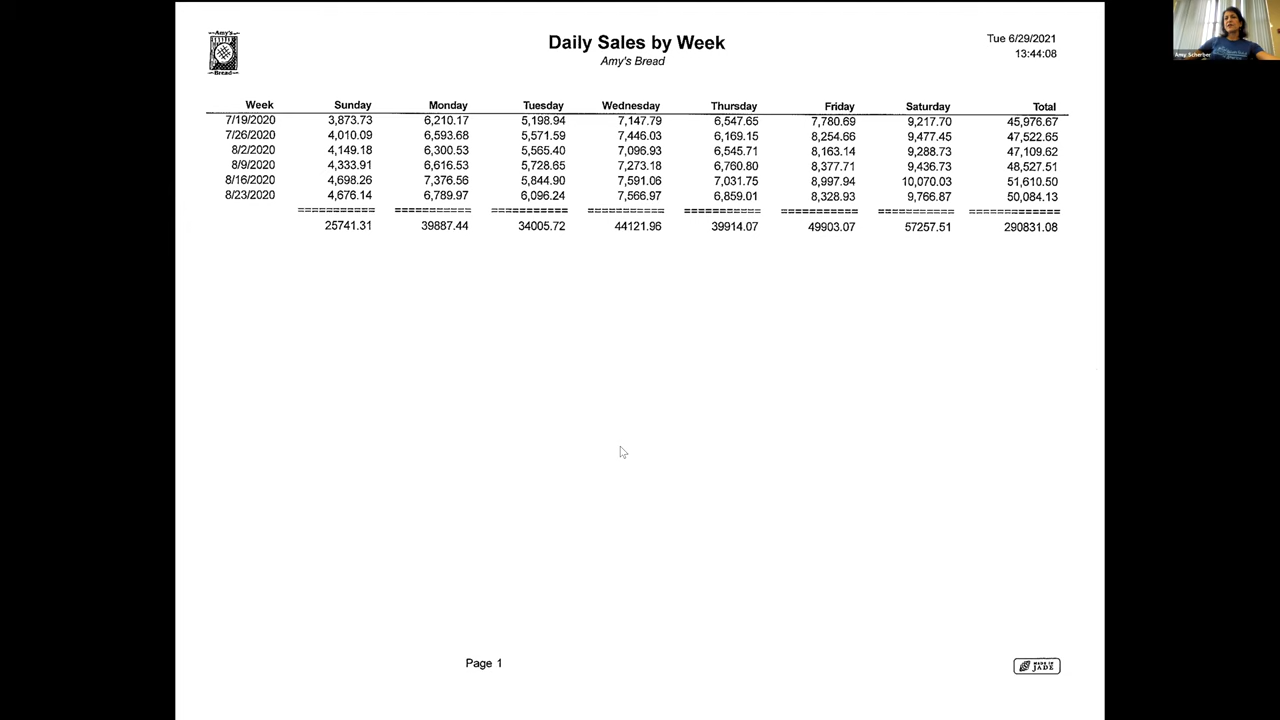 Amy's
Bread
Daily Sales by Week
Amy's Bread
Tue 6/29/2021
13:44:08
Amy Scherber
Week Sunday Monday Tuesday Wednesday Thursday Friday Saturday Total
7/19/2020 3,873.73 6,210.17 5,198.94 7,147.79 6,547.65 7,780.69 9,217.70 45,976.67
7/26/2020 4,010.09 6,593.68 5,571.59 7,446.03 6,169.15 8,254.66 9,477.45 47,522.65
8/2/2020 4,149.18 6,300.53 5,565.40 7,096.93 6,545.71 8,163.14 9,288.73 47,109.62
8/9/2020 4,333.91 6,616.53 5,728.65 7,273.18 6,760.80 8,377.71 9,436.73 48,527.51
8/16/2020 4,698.26 7,376.56 5,844.90 7,591.06 7,031.75 8,997.94 10,070.03 51,610.50
8/23/2020 4,676.14 6,789.97 6,096.24 7,566.97 6,859.01 8,328.93 9,766.87 50,084.13
=========== =========== =========== =========== =========== =========== =========== =============
25741.31 39887.44 34005.72 44121.96 39914.07 49903.07 57257.51 290831.08
Page 1
MADE IN
JADE